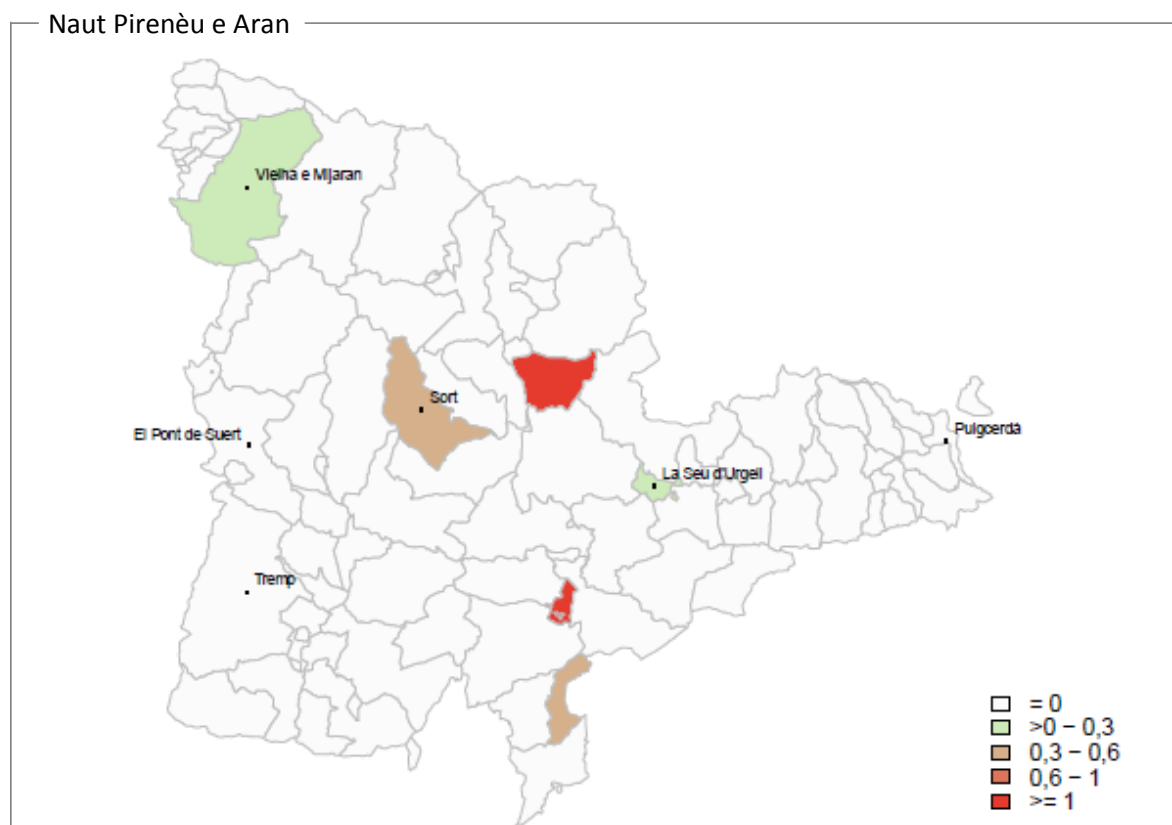 Naut Pirenèu e Aran
Vielha e Mijaran
Sort
El Pont de Suert
Puigcerdà
La Seu d'Urgell
Tremp
= 0
>0 – 0,3
0,3 – 0,6
0,6 – 1
>= 1